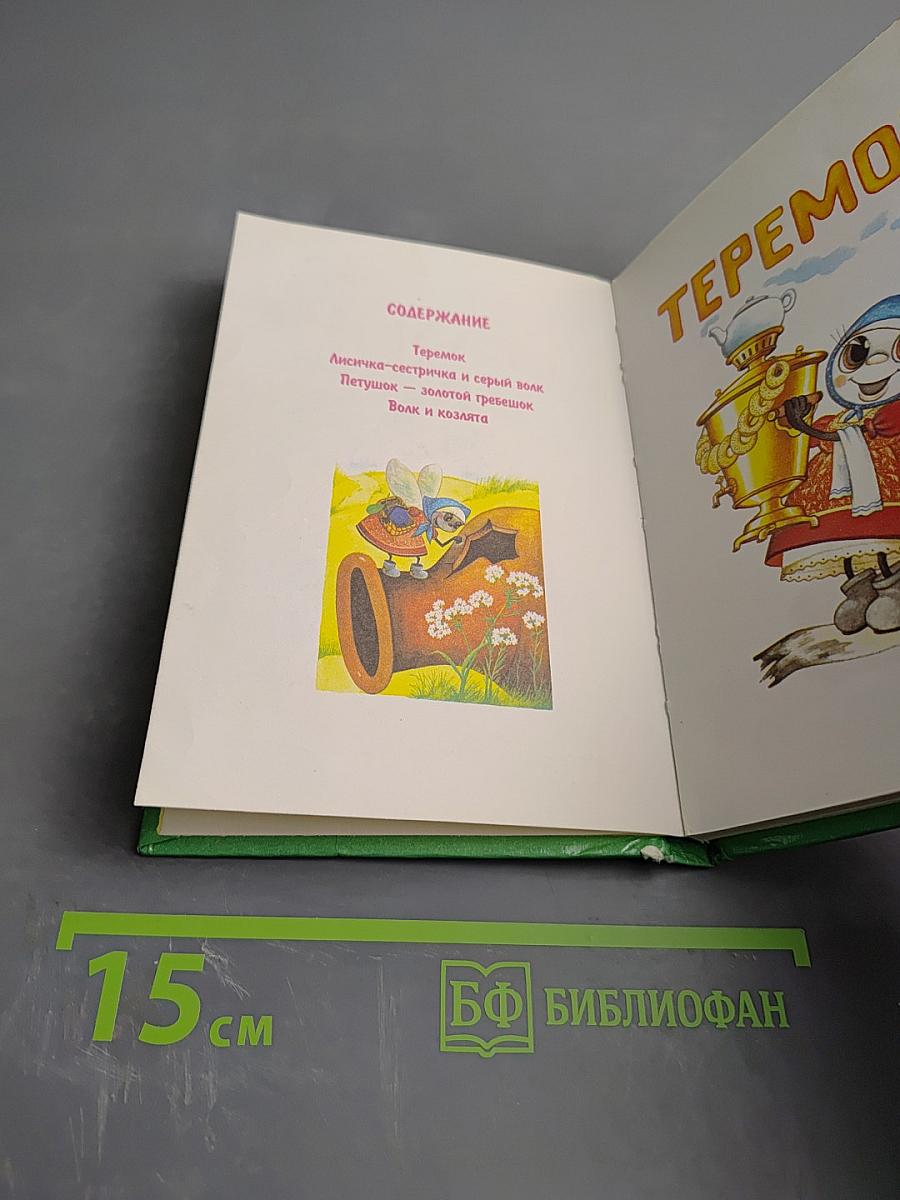 СОДЕРЖАНИЕ
Теремок
Лисичка-сестричка и серый волк
Петушок — золотой гребешок
Волк и козлята
ТЕРЕМО
15 см
БФ БИБЛИОФАН